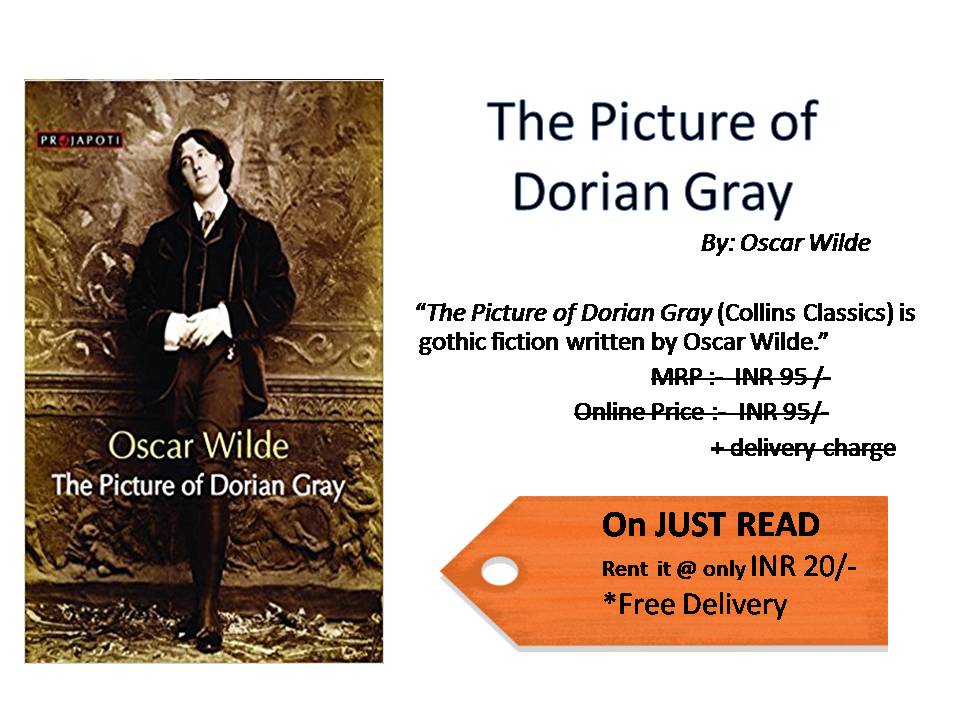 PROJAPOTI
Oscar Wilde
The Picture of Dorian Gray
The Picture of
Dorian Gray
By: Oscar Wilde
“The Picture of Dorian Gray (Collins Classics) is
gothic fiction written by Oscar Wilde.”
MRP :- INR 95 /-
Online Price :- INR 95/-
+ delivery charge
On JUST READ
Rent it @ only INR 20/-
*Free Delivery